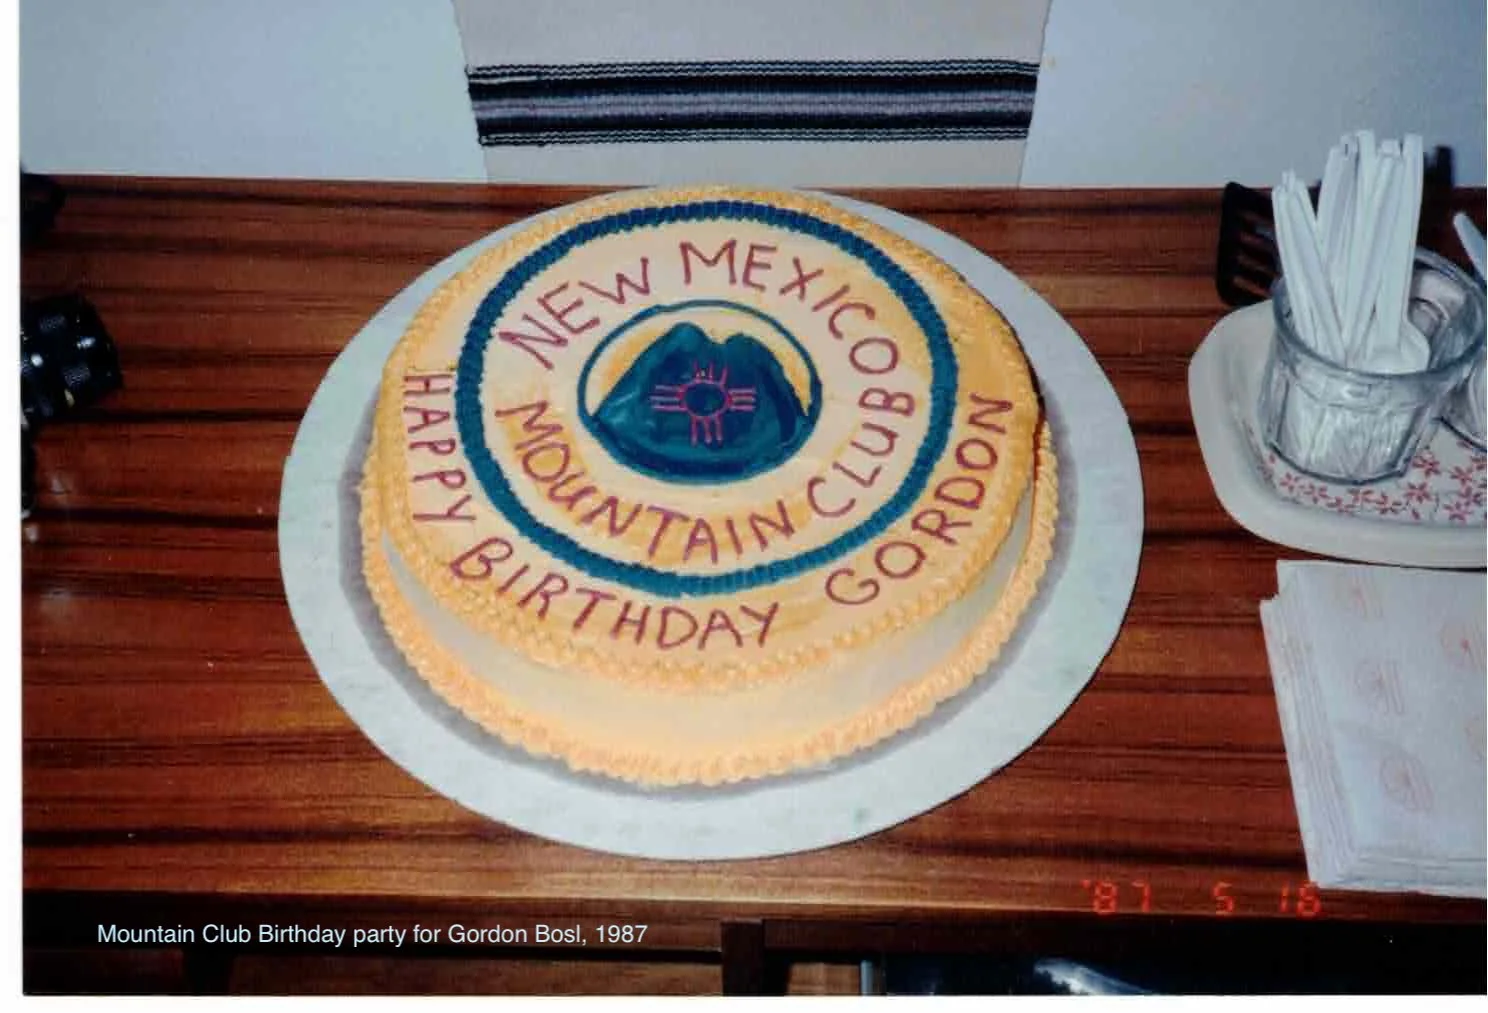 NEW MEXICO
MOUNTAIN CLUB
HAPPY BIRTHDAY GORDON
'87 5 16
Mountain Club Birthday party for Gordon Bosl, 1987